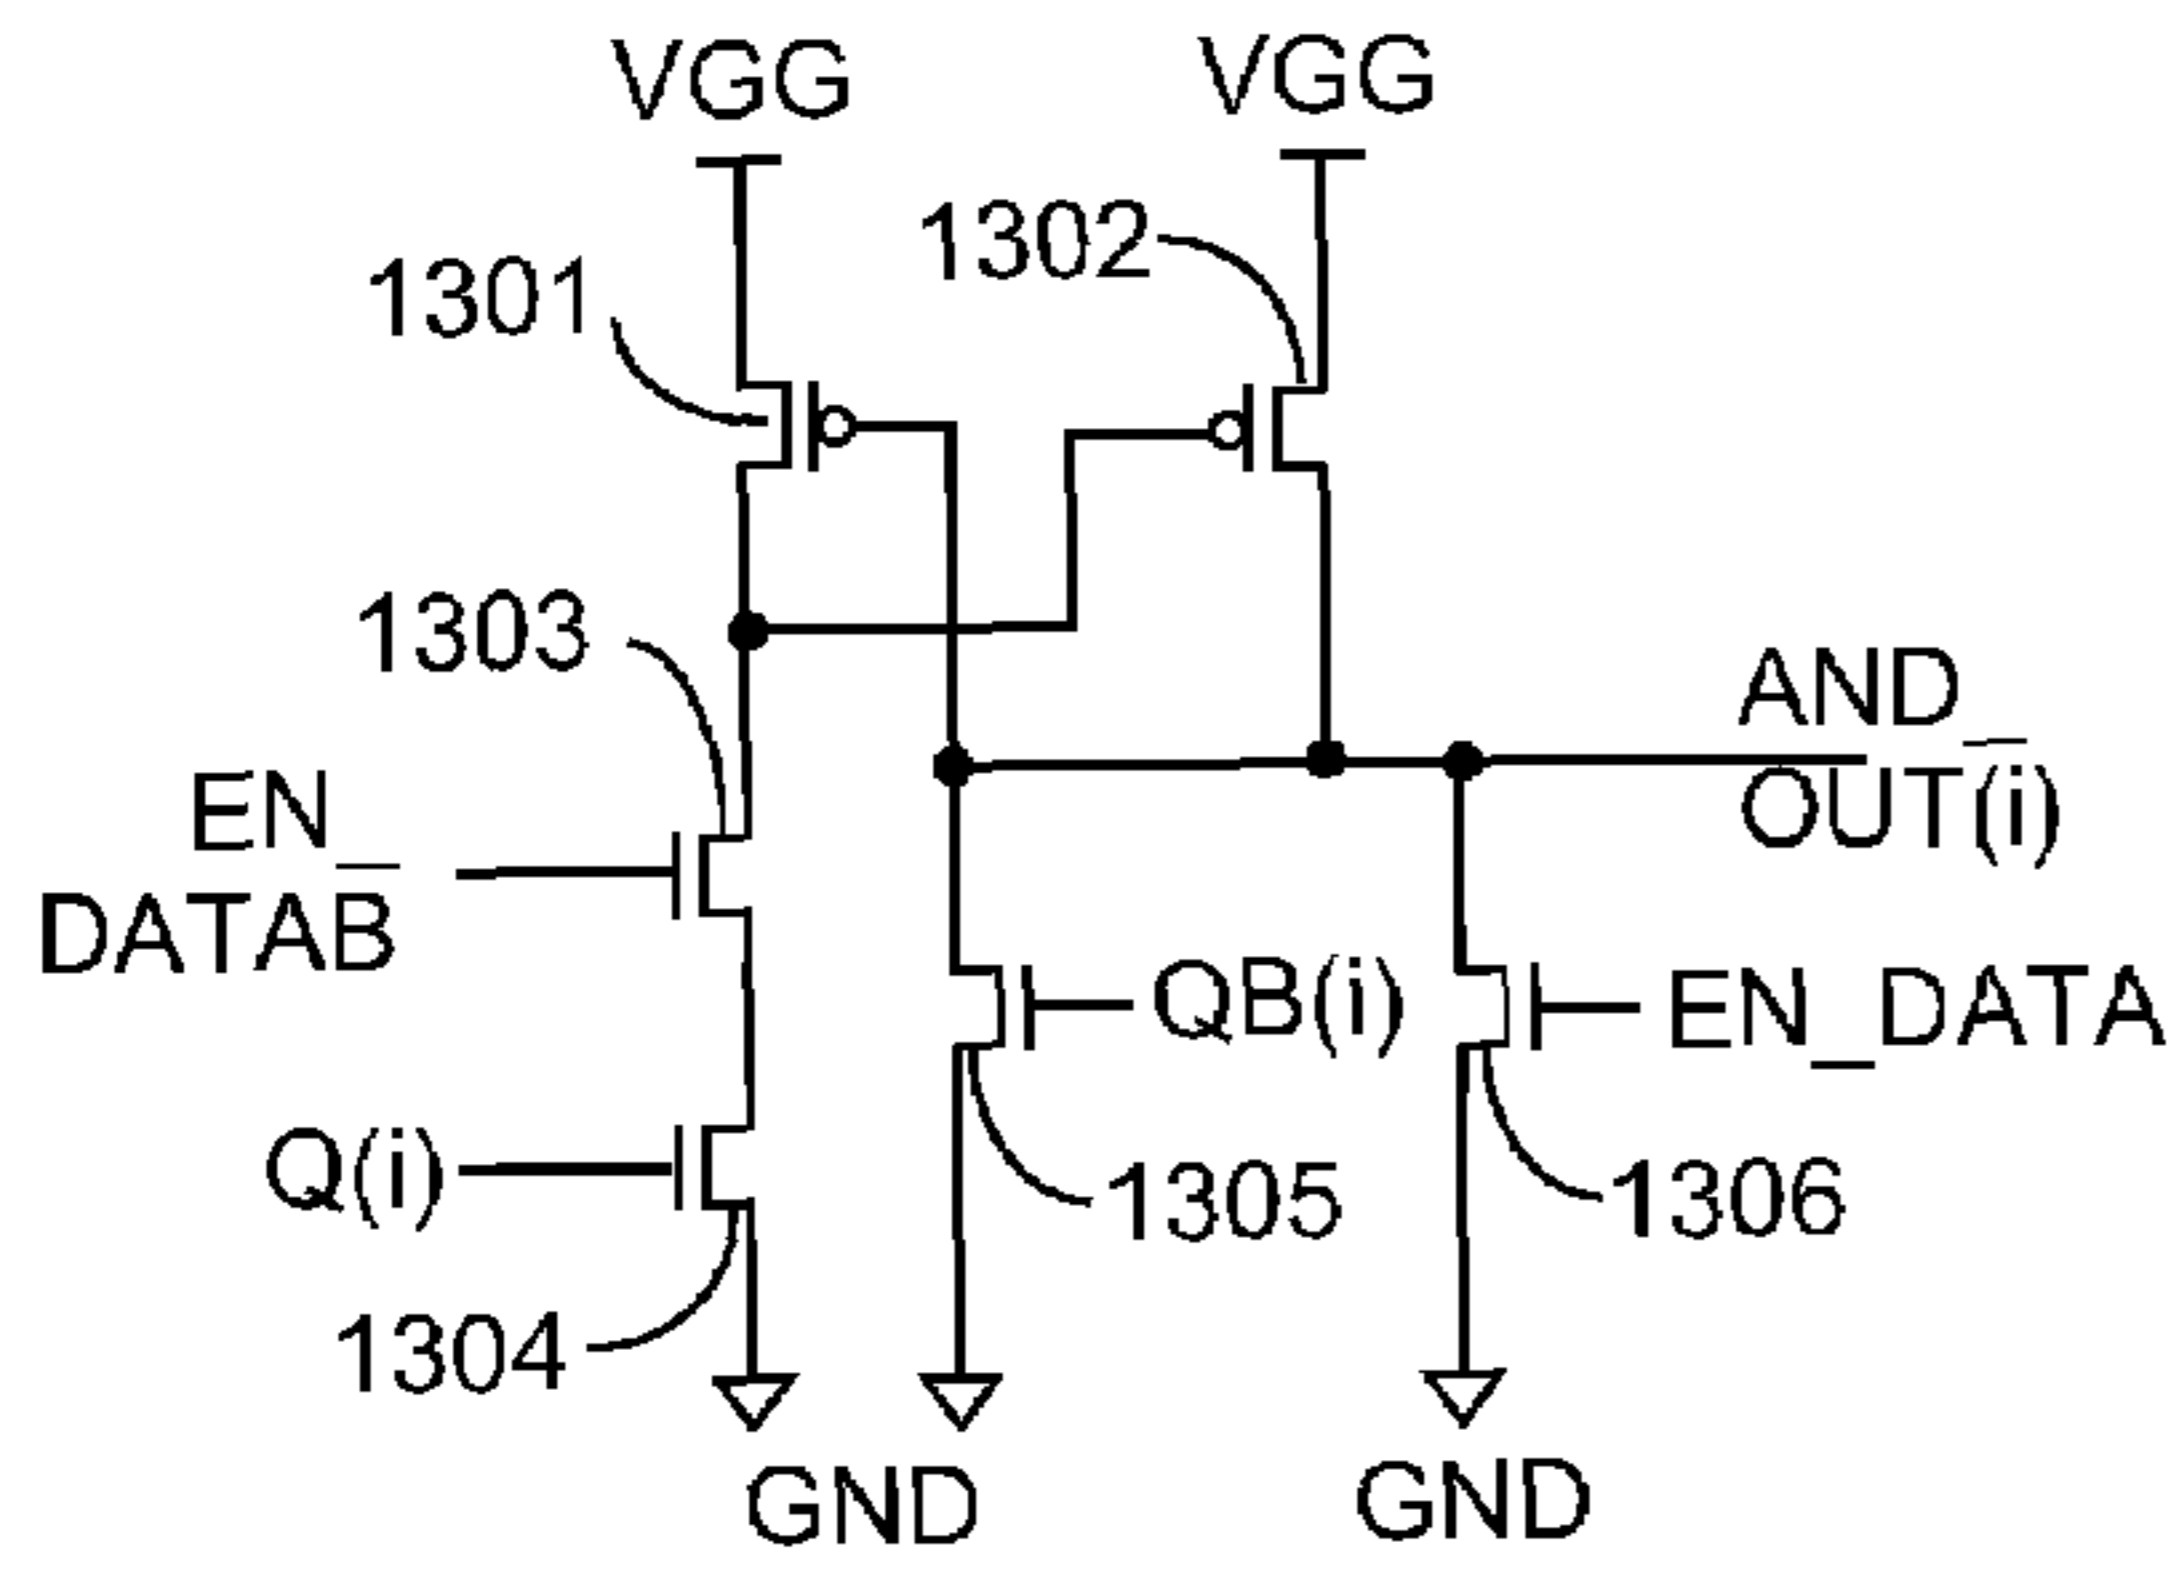 VGG
VGG
1302
1301
1303
AND_
OUT(i)
EN_
DATAB
QB(i)
EN_DATA
Q(i)
1305
1306
1304
GND
GND